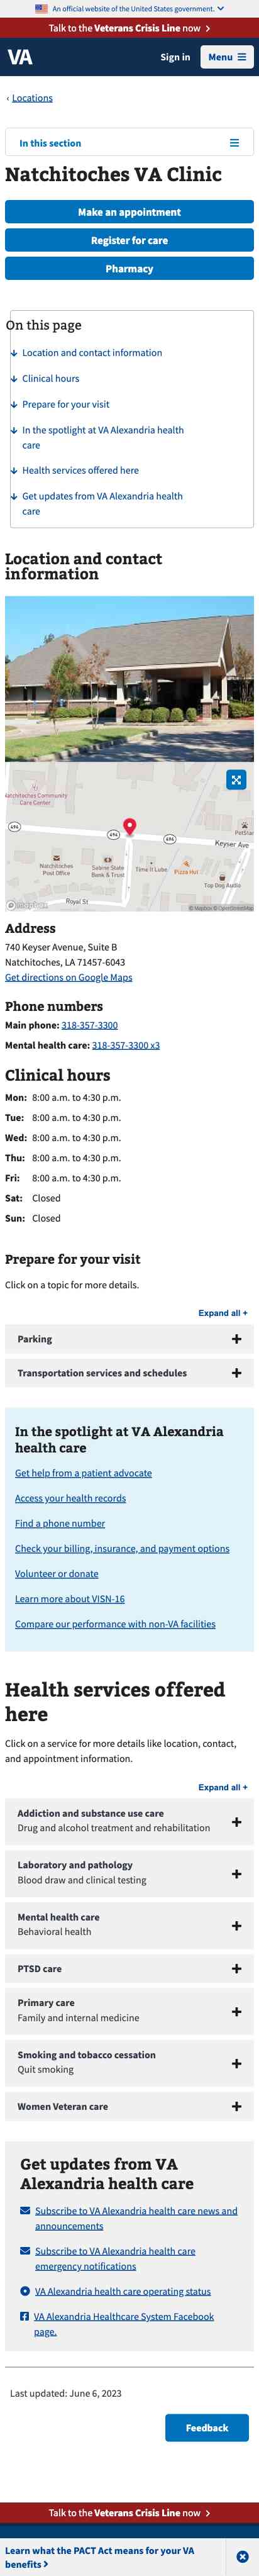 An official website of the United States government.
Talk to the Veterans Crisis Line now
VA
Sign in
Menu
‹ Locations
In this section
Natchitoches VA Clinic
Make an appointment
Register for care
Pharmacy
On this page
Location and contact information
Clinical hours
Prepare for your visit
In the spotlight at VA Alexandria health
care
Health services offered here
Get updates from VA Alexandria health
care
Location and contact
information
Natchitoches Community
Care Center
494
494
494
Keyser Ave
PetStar
Natchitoches
Post Office
Sabine State
Bank & Trust
Time It Lube
Pizza Hut
Top Dog Audio
Royal St
mapbox
© Mapbox © OpenStreetMap
Address
740 Keyser Avenue, Suite B
Natchitoches, LA 71457-6043
Get directions on Google Maps
Phone numbers
Main phone: 318-357-3300
Mental health care: 318-357-3300 x3
Clinical hours
Mon: 8:00 a.m. to 4:30 p.m.
Tue: 8:00 a.m. to 4:30 p.m.
Wed: 8:00 a.m. to 4:30 p.m.
Thu: 8:00 a.m. to 4:30 p.m.
Fri: 8:00 a.m. to 4:30 p.m.
Sat: Closed
Sun: Closed
Prepare for your visit
Click on a topic for more details.
Expand all +
Parking
Transportation services and schedules
In the spotlight at VA Alexandria
health care
Get help from a patient advocate
Access your health records
Find a phone number
Check your billing, insurance, and payment options
Volunteer or donate
Learn more about VISN-16
Compare our performance with non-VA facilities
Health services offered
here
Click on a service for more details like location, contact,
and appointment information.
Expand all +
Addiction and substance use care
Drug and alcohol treatment and rehabilitation
Laboratory and pathology
Blood draw and clinical testing
Mental health care
Behavioral health
PTSD care
Primary care
Family and internal medicine
Smoking and tobacco cessation
Quit smoking
Women Veteran care
Get updates from VA
Alexandria health care
Subscribe to VA Alexandria health care news and
announcements
Subscribe to VA Alexandria health care
emergency notifications
VA Alexandria health care operating status
VA Alexandria Healthcare System Facebook
page.
Last updated: June 6, 2023
Feedback
Talk to the Veterans Crisis Line now
Learn what the PACT Act means for your VA
benefits